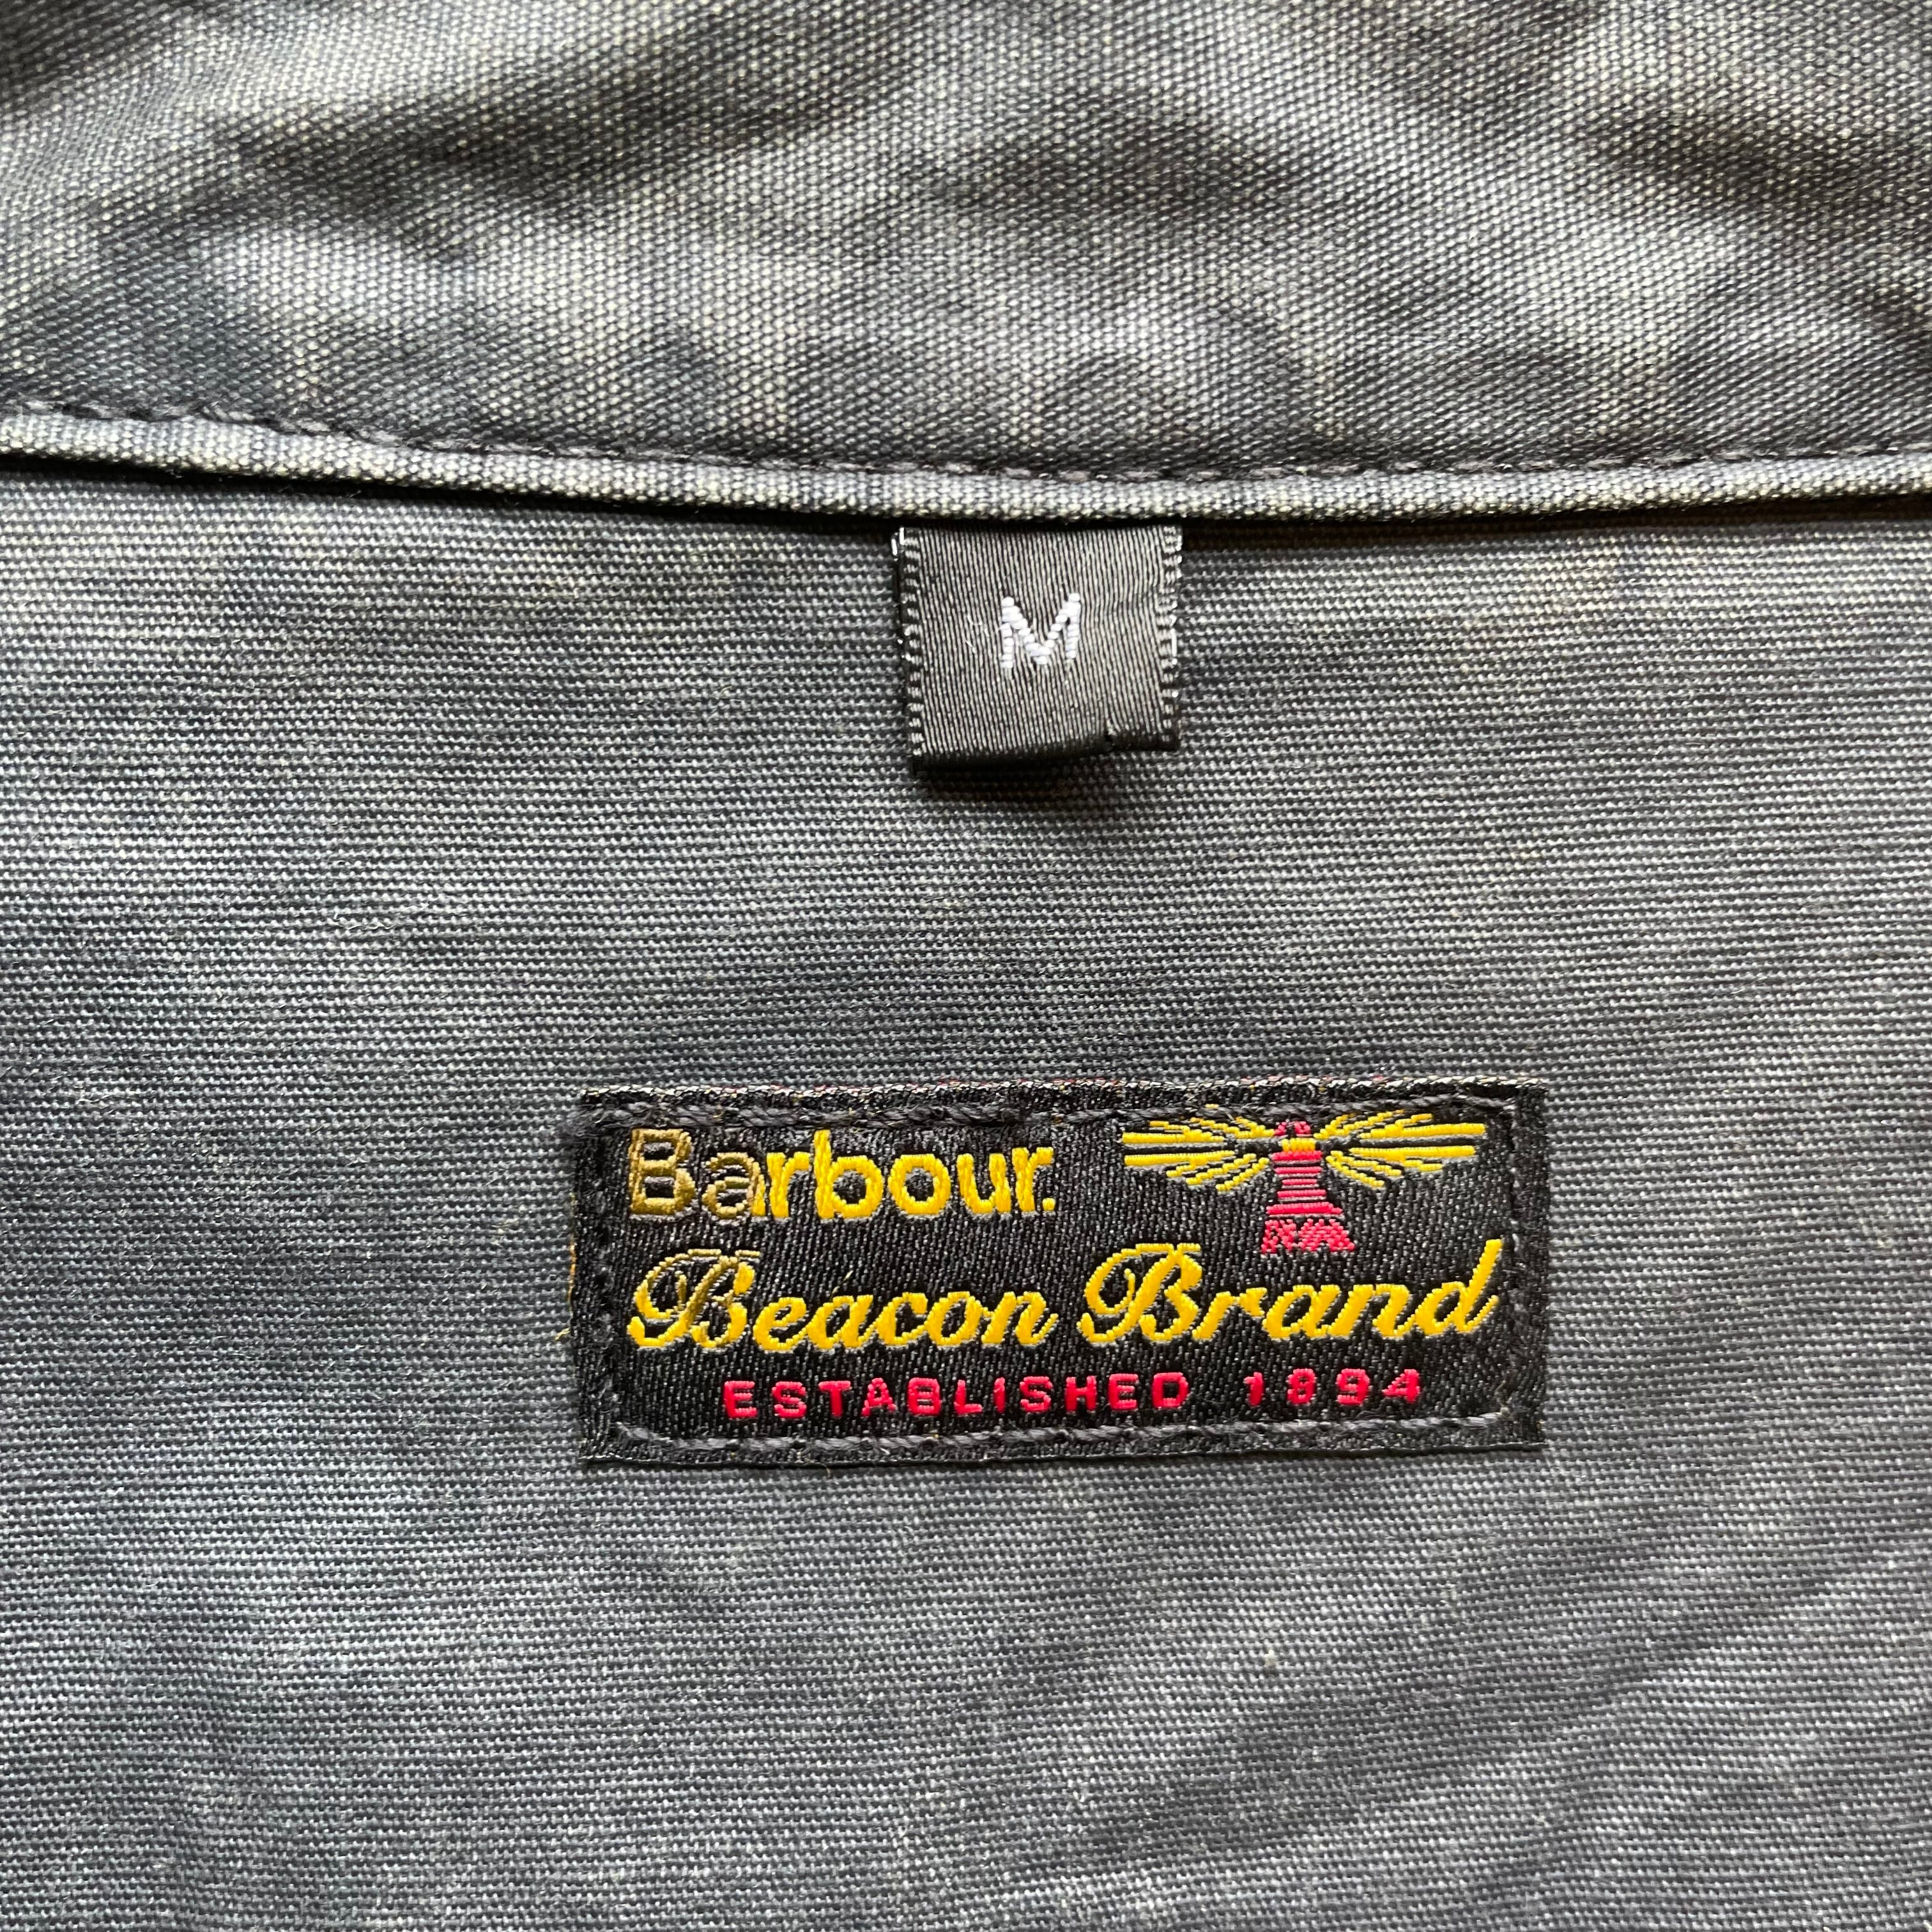 M
Barbour.
Beacon Brand
ESTABLISHED 1894